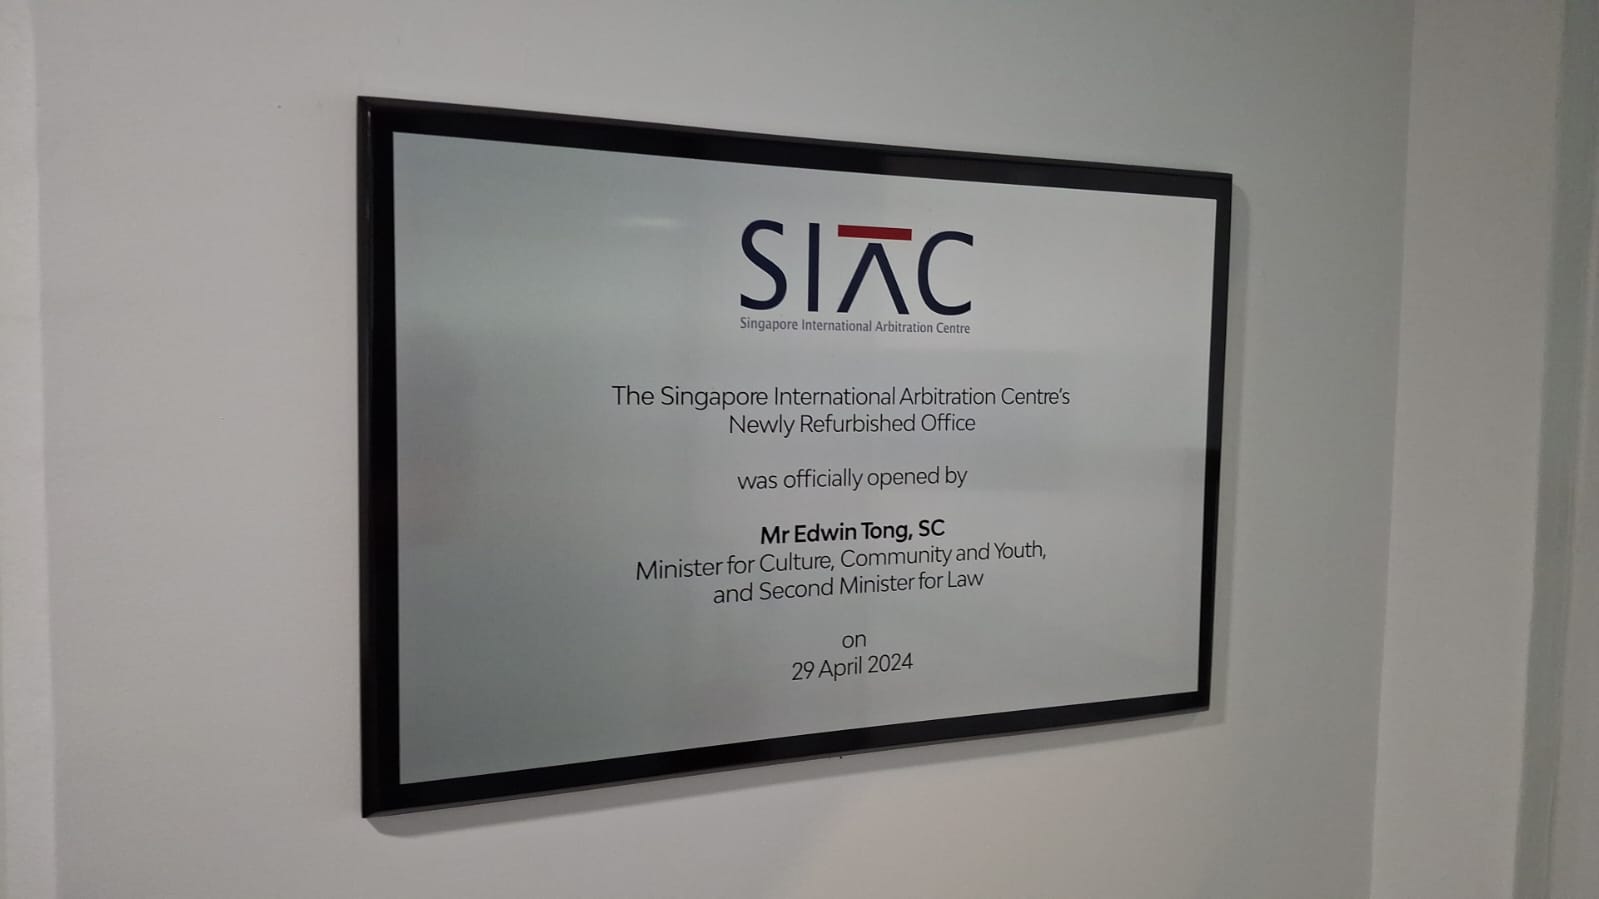 SIAC
Singapore International Arbitration Centre
The Singapore International Arbitration Centre's
Newly Refurbished Office
was officially opened by
Mr Edwin Tong, SC
Minister for Culture, Community and Youth,
and Second Minister for Law
on
29 April 2024